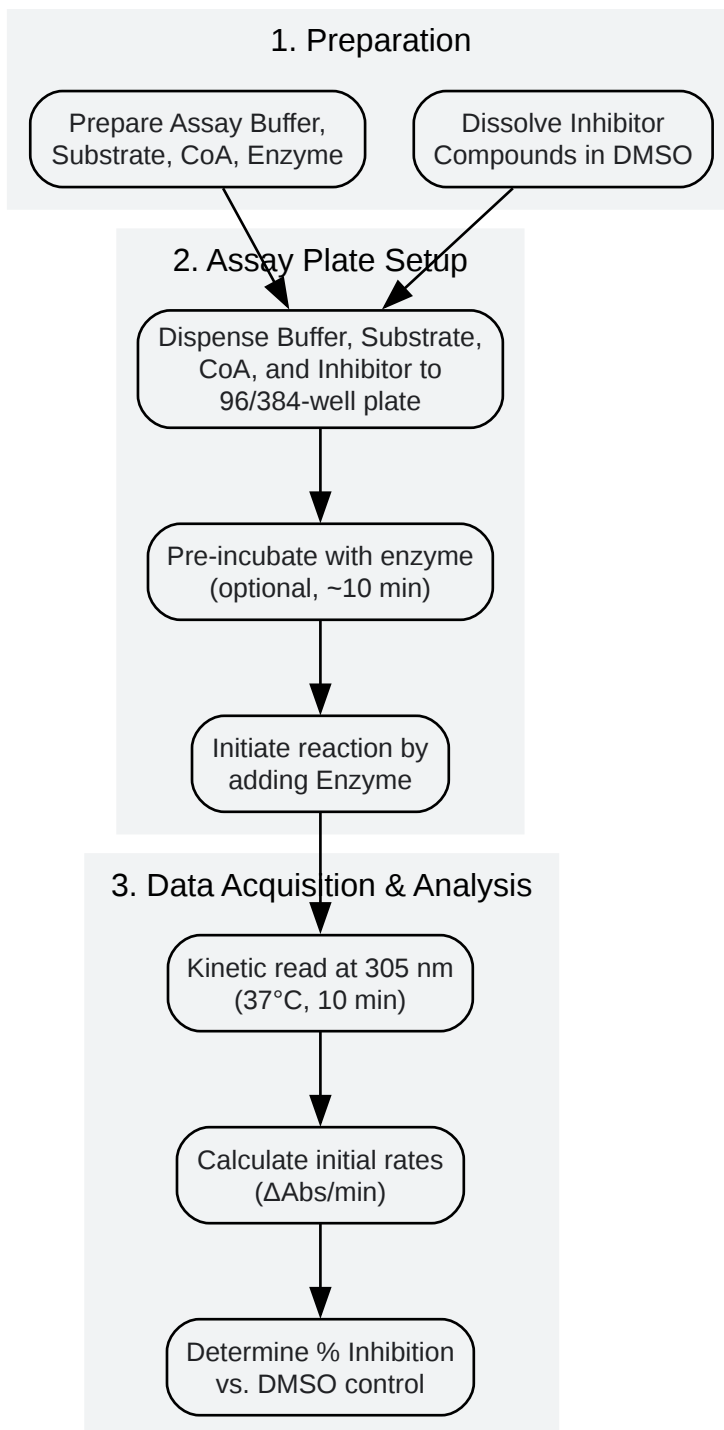 1. Preparation
Prepare Assay Buffer,
Substrate, CoA, Enzyme
Dissolve Inhibitor
Compounds in DMSO
2. Assay Plate Setup
Dispense Buffer, Substrate,
CoA, and Inhibitor to
96/384-well plate
Pre-incubate with enzyme
(optional, ~10 min)
Initiate reaction by
adding Enzyme
3. Data Acquisition & Analysis
Kinetic read at 305 nm
(37°C, 10 min)
Calculate initial rates
(ΔAbs/min)
Determine % Inhibition
vs. DMSO control